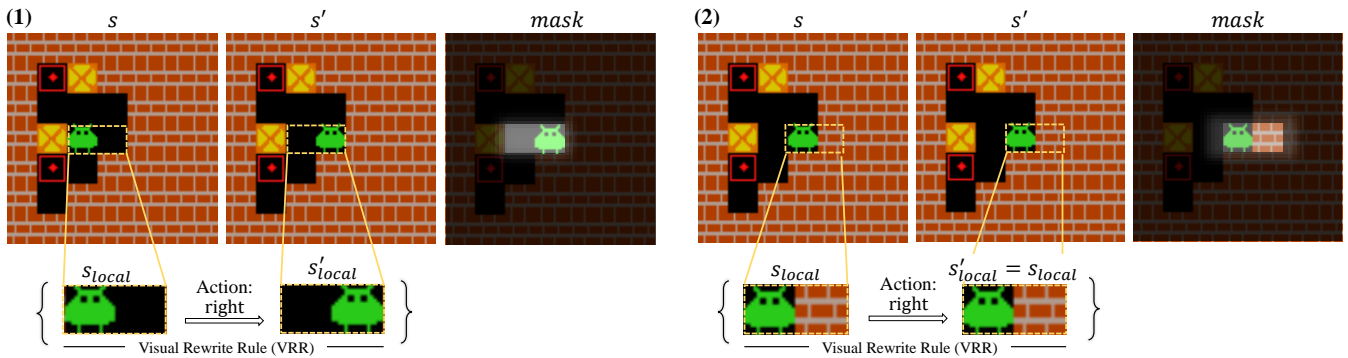 (1)
s
s′
mask
s_local
Action:
right
s′_local
Visual Rewrite Rule (VRR)
(2)
s
s′
mask
s_local
Action:
right
s′_local = s_local
Visual Rewrite Rule (VRR)